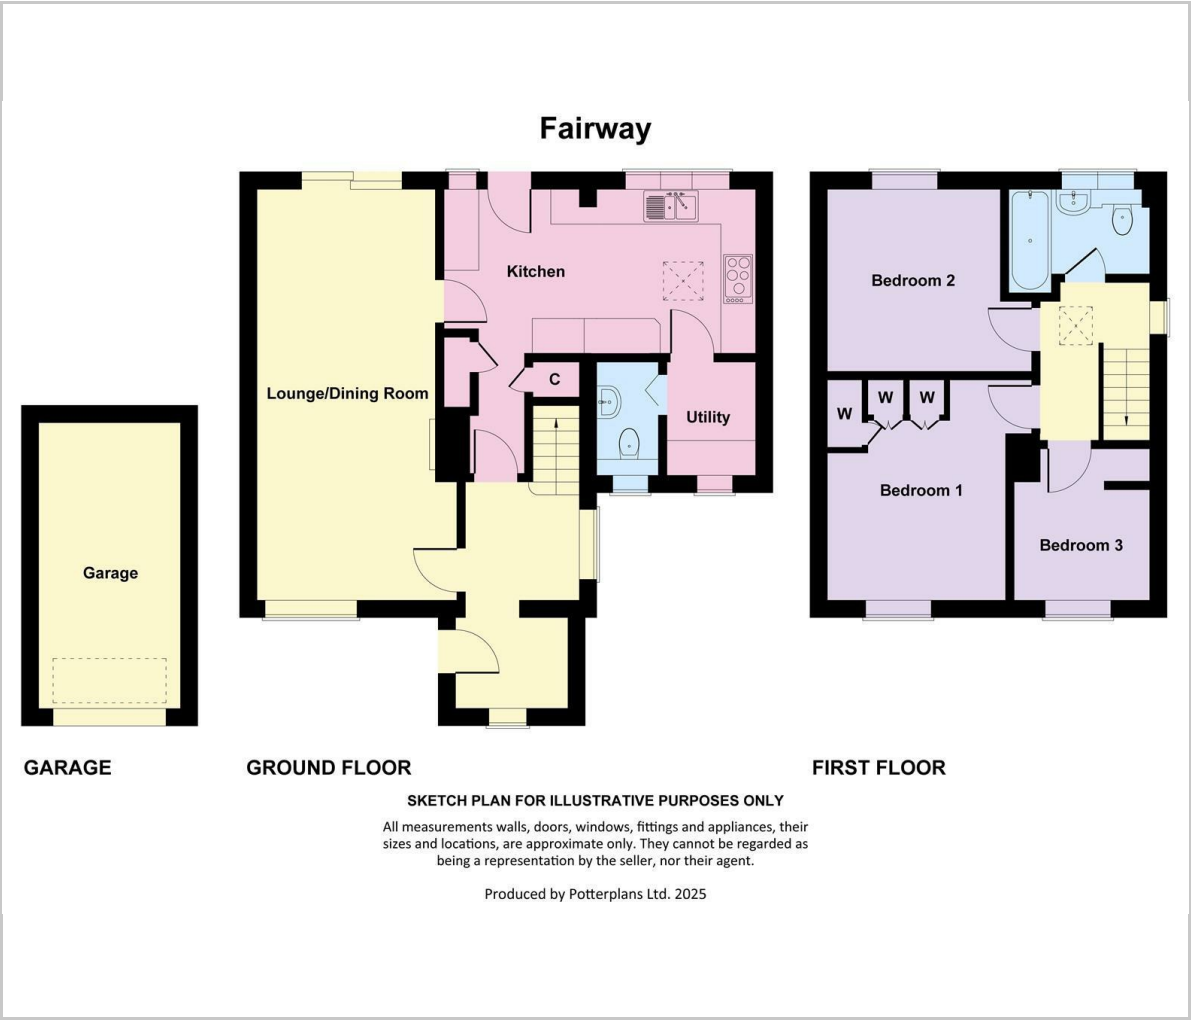 Fairway
Kitchen
Lounge/Dining Room
C
Utility
Garage
Bedroom 2
W
W
W
Bedroom 1
Bedroom 3
GARAGE
GROUND FLOOR
FIRST FLOOR
SKETCH PLAN FOR ILLUSTRATIVE PURPOSES ONLY
All measurements walls, doors, windows, fittings and appliances, their
sizes and locations, are approximate only. They cannot be regarded as
being a representation by the seller, nor their agent.
Produced by Potterplans Ltd. 2025